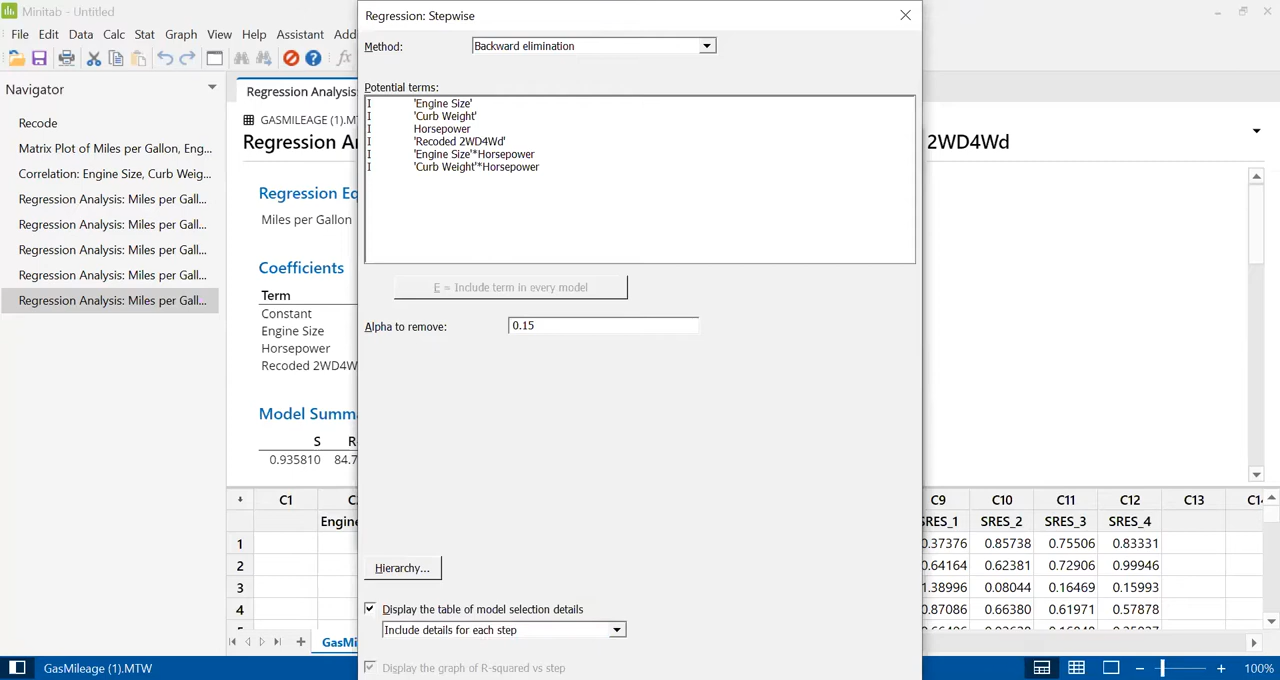 Minitab - Untitled
File Edit Data Calc Stat Graph View Help Assistant Add
Navigator
Recode
Matrix Plot of Miles per Gallon, Eng...
Correlation: Engine Size, Curb Weig...
Regression Analysis: Miles per Gall...
Regression Analysis: Miles per Gall...
Regression Analysis: Miles per Gall...
Regression Analysis: Miles per Gall...
Regression Analysis: Miles per Gall...
Regression Analysis
GASMILEAGE (1).MT
Regression An
2WD4Wd
Regression Eq
Miles per Gallon
Coefficients
Term
Constant
Engine Size
Horsepower
Recoded 2WD4W
Model Summ
S R
0.935810 84.7
Regression: Stepwise
Method: Backward elimination
Potential terms:
I 'Engine Size'
I 'Curb Weight'
I Horsepower
I 'Recoded 2WD4Wd'
I 'Engine Size'*Horsepower
I 'Curb Weight'*Horsepower
E = Include term in every model
Alpha to remove: 0.15
Hierarchy...
Display the table of model selection details
Include details for each step
Display the graph of R-squared vs step
C1 C C9 C10 C11 C12 C13 C14
Engine SRES_1 SRES_2 SRES_3 SRES_4
1 0.37376 0.85738 0.75506 0.83331
2 0.64164 0.62381 0.72906 0.99946
3 1.38996 0.08044 0.16469 0.15993
4 0.87086 0.66380 0.61971 0.57878
GasMi
GasMileage (1).MTW
100%